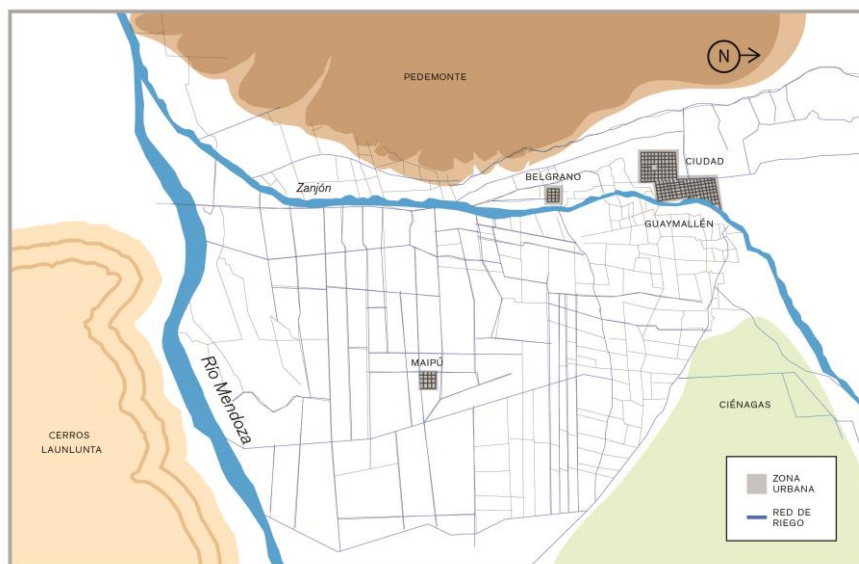 N
PEDEMONTE
CIUDAD
BELGRANO
Zanjón
GUAYMALLÉN
MAIPÚ
Río Mendoza
CIÉNAGAS
CERROS
LAUNLUNTA
ZONA
URBANA
RED DE
RIEGO